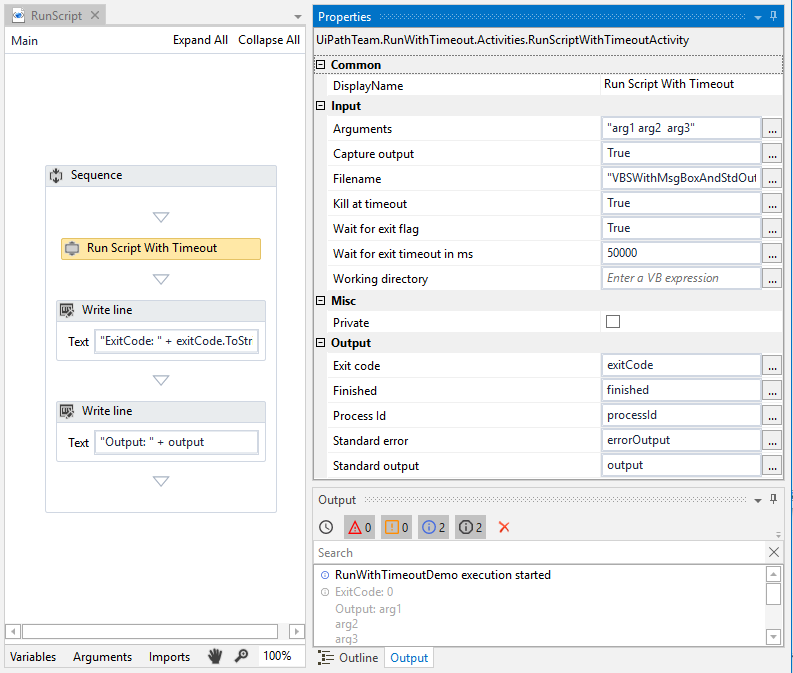 RunScript
Main
Expand All
Collapse All
Sequence
Run Script With Timeout
Write line
Text
"ExitCode: " + exitCode.ToStr
Write line
Text
"Output: " + output
Variables
Arguments
Imports
100%
Properties
UiPathTeam.RunWithTimeout.Activities.RunScriptWithTimeoutActivity
Common
DisplayName
Run Script With Timeout
Input
Arguments
"arg1 arg2  arg3"
...
Capture output
True
...
Filename
"VBSWithMsgBoxAndStdOut
...
Kill at timeout
True
...
Wait for exit flag
True
...
Wait for exit timeout in ms
50000
...
Working directory
Enter a VB expression
...
Misc
Private
Output
Exit code
exitCode
...
Finished
finished
...
Process Id
processId
...
Standard error
errorOutput
...
Standard output
output
...
Output
0
0
2
2
Search
RunWithTimeoutDemo execution started
ExitCode: 0
Output: arg1
arg2
arg3
Outline
Output